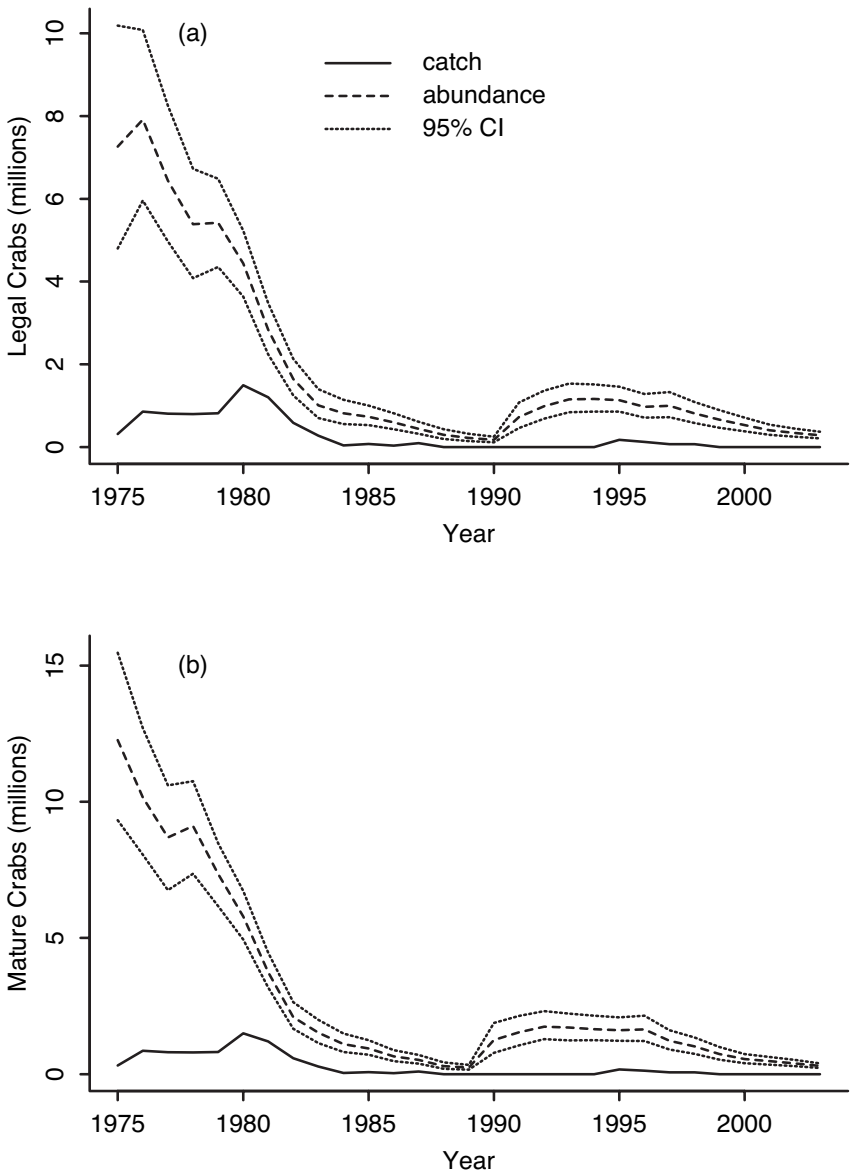 (a)
catch
abundance
95% CI
Legal Crabs (millions)
10
8
6
4
2
0
1975 1980 1985 1990 1995 2000
Year
(b)
Mature Crabs (millions)
15
10
5
0
1975 1980 1985 1990 1995 2000
Year